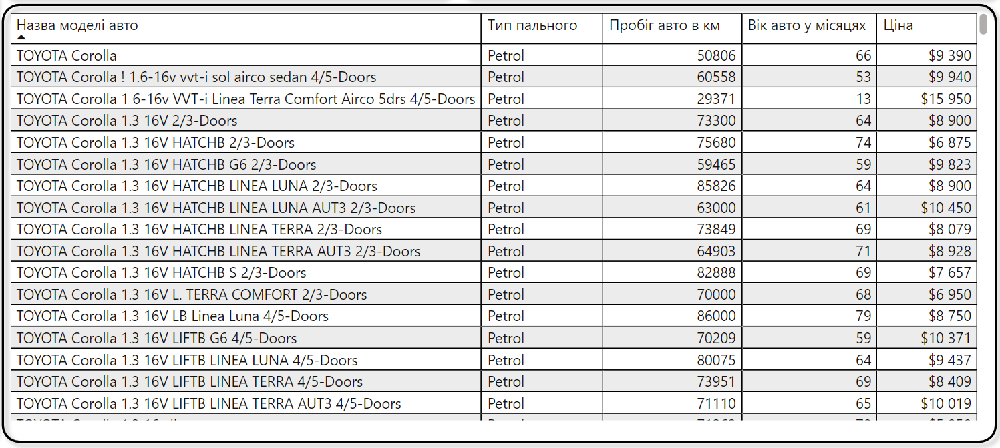 Назва моделі авто Тип пального Пробіг авто в км Вік авто у місяцях Ціна
TOYOTA Corolla Petrol 50806 66 $9 390
TOYOTA Corolla ! 1.6-16v vvt-i sol airco sedan 4/5-Doors Petrol 60558 53 $9 940
TOYOTA Corolla 1 6-16v VVT-i Linea Terra Comfort Airco 5drs 4/5-Doors Petrol 29371 13 $15 950
TOYOTA Corolla 1.3 16V 2/3-Doors Petrol 73300 64 $8 900
TOYOTA Corolla 1.3 16V HATCHB 2/3-Doors Petrol 75680 74 $6 875
TOYOTA Corolla 1.3 16V HATCHB G6 2/3-Doors Petrol 59465 59 $9 823
TOYOTA Corolla 1.3 16V HATCHB LINEA LUNA 2/3-Doors Petrol 85826 64 $8 900
TOYOTA Corolla 1.3 16V HATCHB LINEA LUNA AUT3 2/3-Doors Petrol 63000 61 $10 450
TOYOTA Corolla 1.3 16V HATCHB LINEA TERRA 2/3-Doors Petrol 73849 69 $8 079
TOYOTA Corolla 1.3 16V HATCHB LINEA TERRA AUT3 2/3-Doors Petrol 64903 71 $8 928
TOYOTA Corolla 1.3 16V HATCHB S 2/3-Doors Petrol 82888 69 $7 657
TOYOTA Corolla 1.3 16V L. TERRA COMFORT 2/3-Doors Petrol 70000 68 $6 950
TOYOTA Corolla 1.3 16V LB Linea Luna 4/5-Doors Petrol 86000 79 $8 750
TOYOTA Corolla 1.3 16V LIFTB G6 4/5-Doors Petrol 70209 59 $10 371
TOYOTA Corolla 1.3 16V LIFTB LINEA LUNA 4/5-Doors Petrol 80075 64 $9 437
TOYOTA Corolla 1.3 16V LIFTB LINEA TERRA 4/5-Doors Petrol 73951 69 $8 409
TOYOTA Corolla 1.3 16V LIFTB LINEA TERRA AUT3 4/5-Doors Petrol 71110 65 $10 019